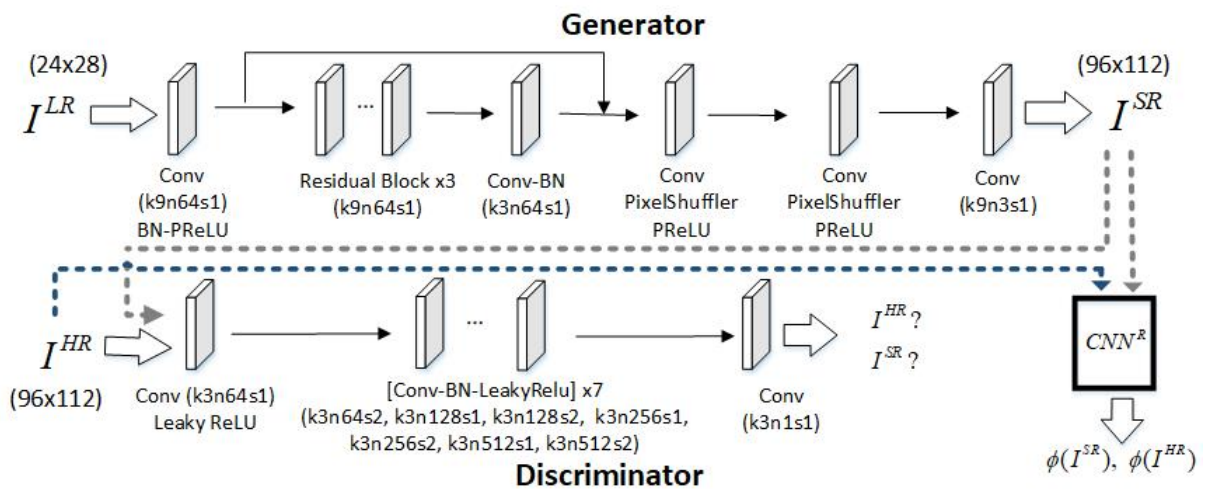 Generator
(24x28)
I^{LR}
Conv
(k9n64s1)
BN-PReLU
...
Residual Block x3
(k9n64s1)
Conv-BN
(k3n64s1)
Conv
PixelShuffler
PReLU
Conv
PixelShuffler
PReLU
Conv
(k9n3s1)
(96x112)
I^{SR}
I^{HR}
(96x112)
Conv (k3n64s1)
Leaky ReLU
...
[Conv-BN-LeakyRelu] x7
(k3n64s2, k3n128s1, k3n128s2, k3n256s1,
k3n256s2, k3n512s1, k3n512s2)
Conv
(k3n1s1)
I^{HR}?
I^{SR}?
CNN^{R}
ϕ(I^{SR}), ϕ(I^{HR})
Discriminator